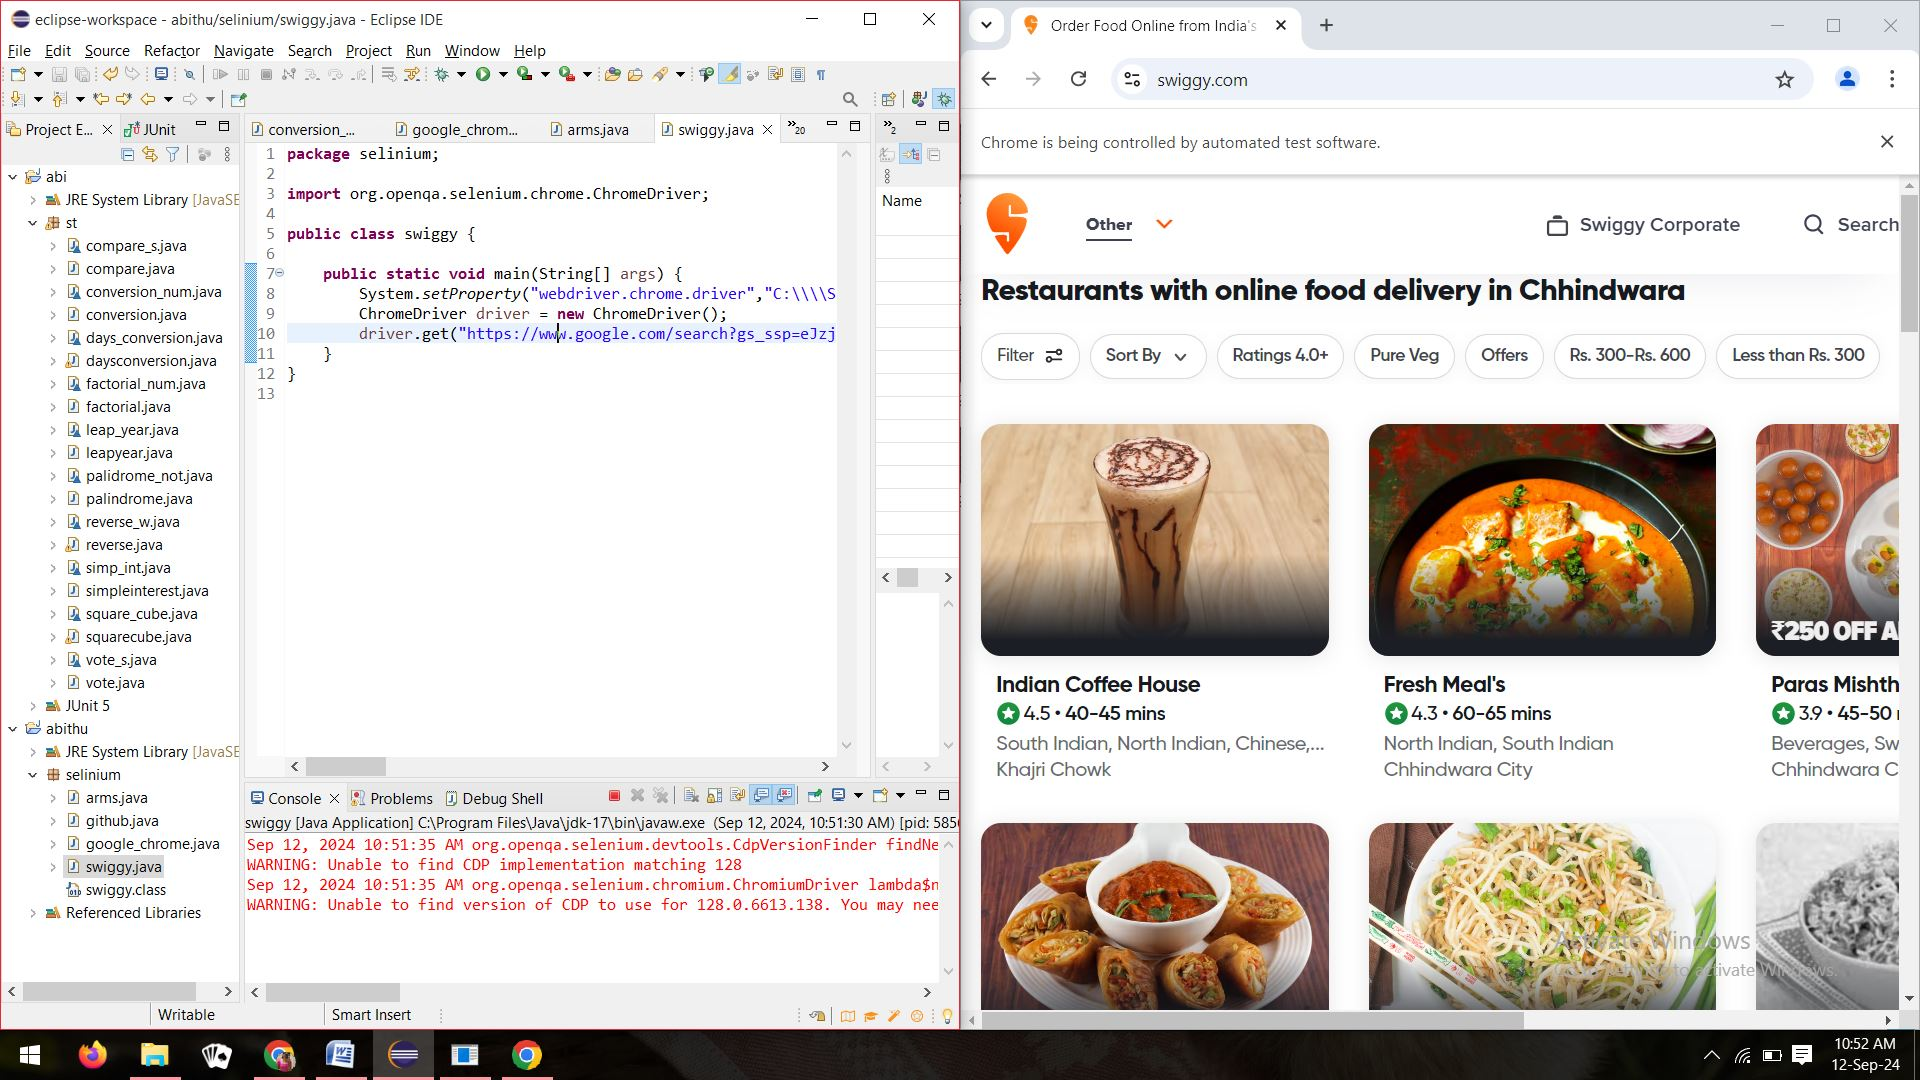 eclipse-workspace - abithu/selinium/swiggy.java - Eclipse IDE
File Edit Source Refactor Navigate Search Project Run Window Help
Project E... JUnit
abi
JRE System Library [JavaSE
st
compare_s.java
compare.java
conversion_num.java
conversion.java
days_conversion.java
daysconversion.java
factorial_num.java
factorial.java
leap_year.java
leapyear.java
palidrome_not.java
palindrome.java
reverse_w.java
reverse.java
simp_int.java
simpleinterest.java
square_cube.java
squarecube.java
vote_s.java
vote.java
JUnit 5
abithu
JRE System Library [JavaSE
selinium
arms.java
github.java
google_chrome.java
swiggy.java
swiggy.class
Referenced Libraries
conversion_... google_chrom... arms.java swiggy.java 20
1 package selinium;
2
3 import org.openqa.selenium.chrome.ChromeDriver;
4
5 public class swiggy {
6
7 public static void main(String[] args) {
8 System.setProperty("webdriver.chrome.driver","C:\\\\S
9 ChromeDriver driver = new ChromeDriver();
10 driver.get("https://www.google.com/search?gs_ssp=eJzj
11 }
12 }
13
2
Name
Console Problems Debug Shell
swiggy [Java Application] C:\Program Files\Java\jdk-17\bin\javaw.exe (Sep 12, 2024, 10:51:30 AM) [pid: 585
Sep 12, 2024 10:51:35 AM org.openqa.selenium.devtools.CdpVersionFinder findNe
WARNING: Unable to find CDP implementation matching 128
Sep 12, 2024 10:51:35 AM org.openqa.selenium.chromium.ChromiumDriver lambda$n
WARNING: Unable to find version of CDP to use for 128.0.6613.138. You may nee
Writable Smart Insert
Order Food Online from India's
swiggy.com
Chrome is being controlled by automated test software.
Other Swiggy Corporate Search
Restaurants with online food delivery in Chhindwara
Filter Sort By Ratings 4.0+ Pure Veg Offers Rs. 300-Rs. 600 Less than Rs. 300
₹250 OFF A
Indian Coffee House
4.5 • 40-45 mins
South Indian, North Indian, Chinese,...
Khajri Chowk
Fresh Meal's
4.3 • 60-65 mins
North Indian, South Indian
Chhindwara City
Paras Mishth
3.9 • 45-50
Beverages, Sw
Chhindwara C
Activate Windows
to activate Windows.
10:52 AM
12-Sep-24